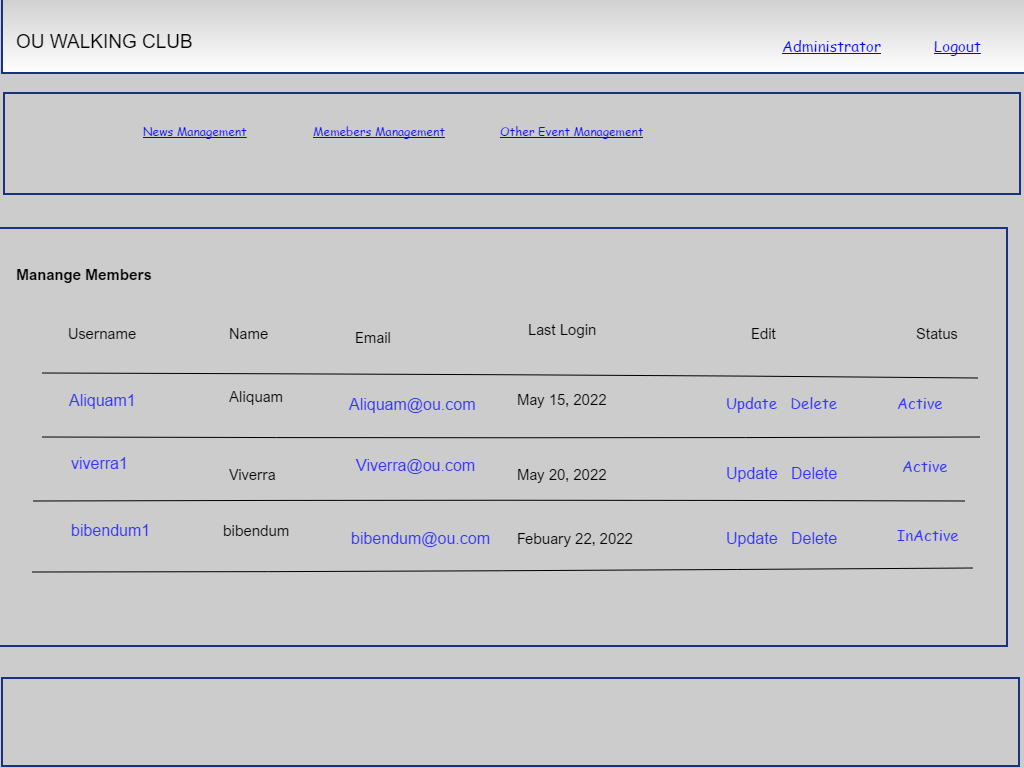 OU WALKING CLUB
Administrator Logout
News Management Memebers Management Other Event Management
Manange Members
Username Name Email Last Login Edit Status
Aliquam1 Aliquam Aliquam@ou.com May 15, 2022 Update Delete Active
viverra1 Viverra Viverra@ou.com May 20, 2022 Update Delete Active
bibendum1 bibendum bibendum@ou.com Febuary 22, 2022 Update Delete InActive